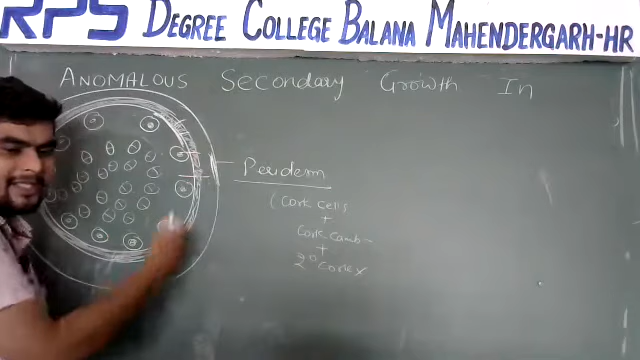 RPS DEGREE COLLEGE BALANA MAHENDERGARH-HR
ANOMALOUS Secondary Growth In
Periderm
(Cork cells
+
Cork camb
+
2° cortex